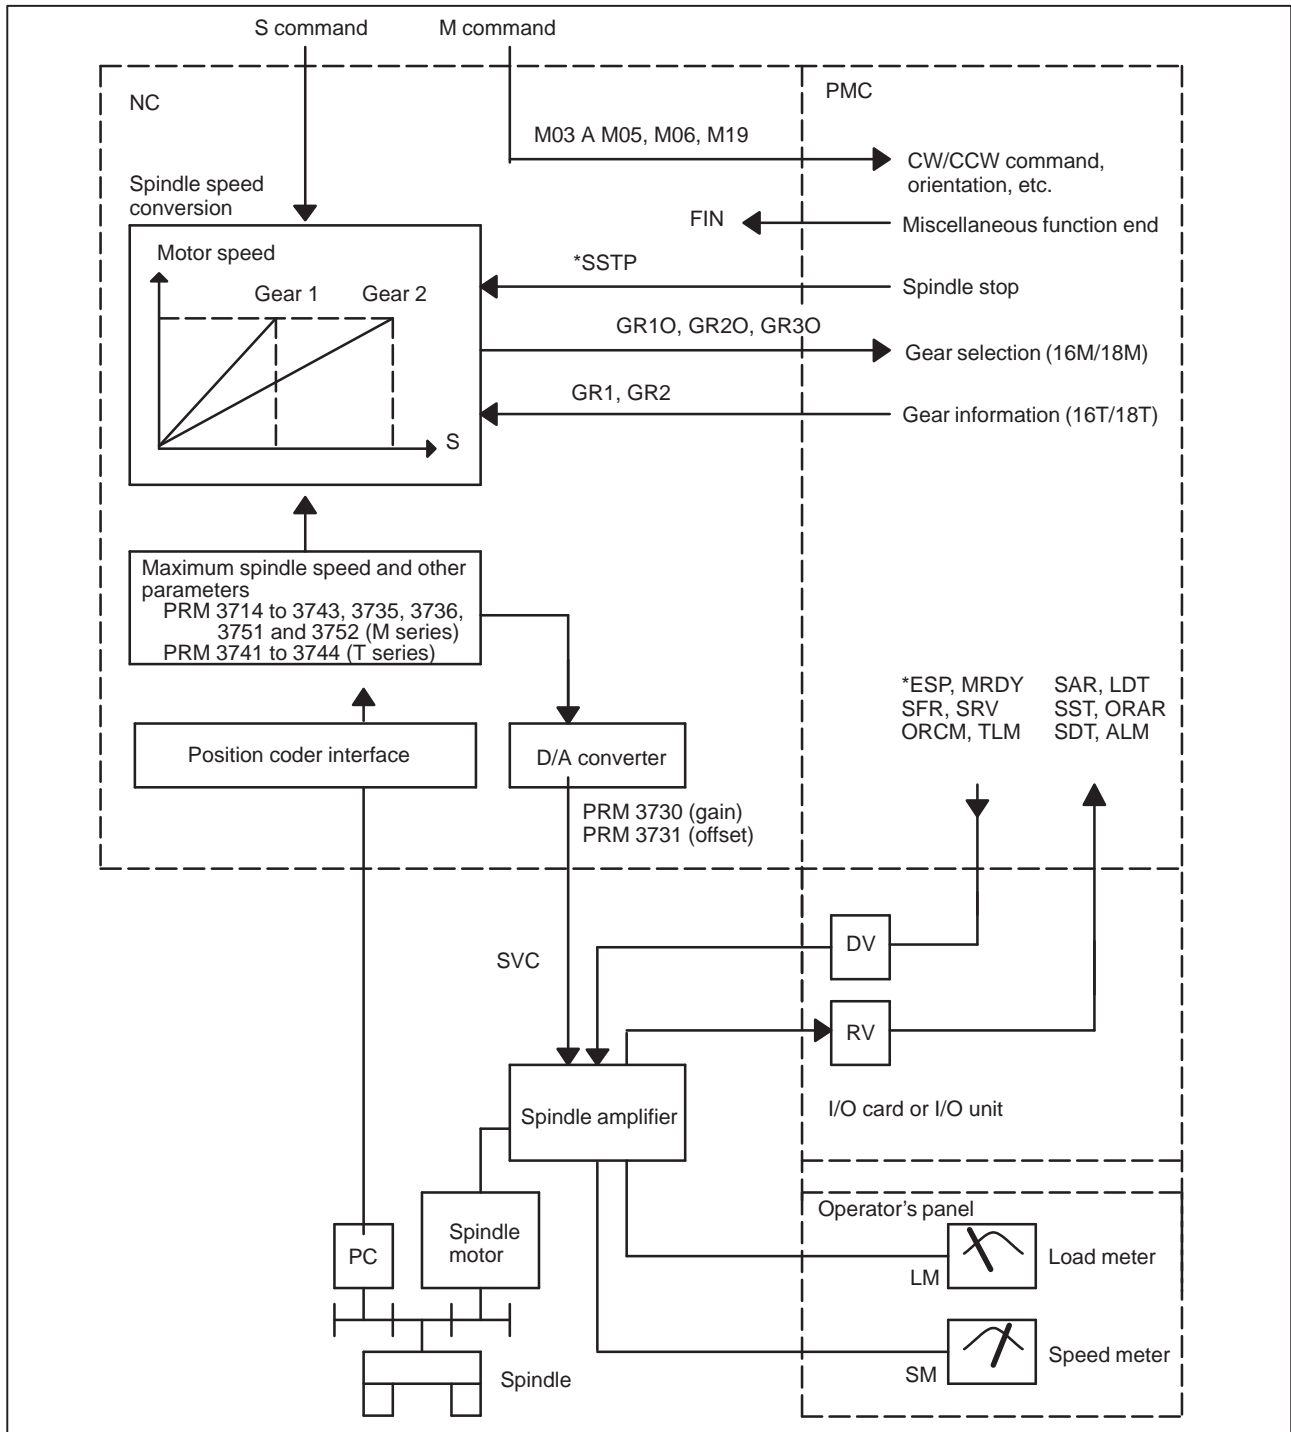 S command
M command
NC
PMC
M03 A M05, M06, M19
CW/CCW command,
orientation, etc.
Spindle speed
conversion
FIN
Miscellaneous function end
Motor speed
*SSTP
Spindle stop
Gear 1
Gear 2
GR1O, GR2O, GR3O
Gear selection (16M/18M)
GR1, GR2
Gear information (16T/18T)
S
Maximum spindle speed and other
parameters
PRM 3714 to 3743, 3735, 3736,
3751 and 3752 (M series)
PRM 3741 to 3744 (T series)
*ESP, MRDY
SFR, SRV
ORCM, TLM
SAR, LDT
SST, ORAR
SDT, ALM
Position coder interface
D/A converter
PRM 3730 (gain)
PRM 3731 (offset)
SVC
DV
RV
Spindle amplifier
I/O card or I/O unit
Operator's panel
PC
Spindle
motor
LM
Load meter
SM
Speed meter
Spindle